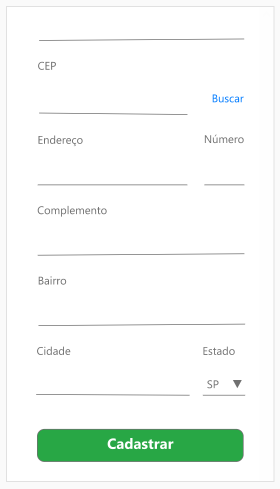 CEP
Buscar
Endereço Número
Complemento
Bairro
Cidade Estado
SP
Cadastrar